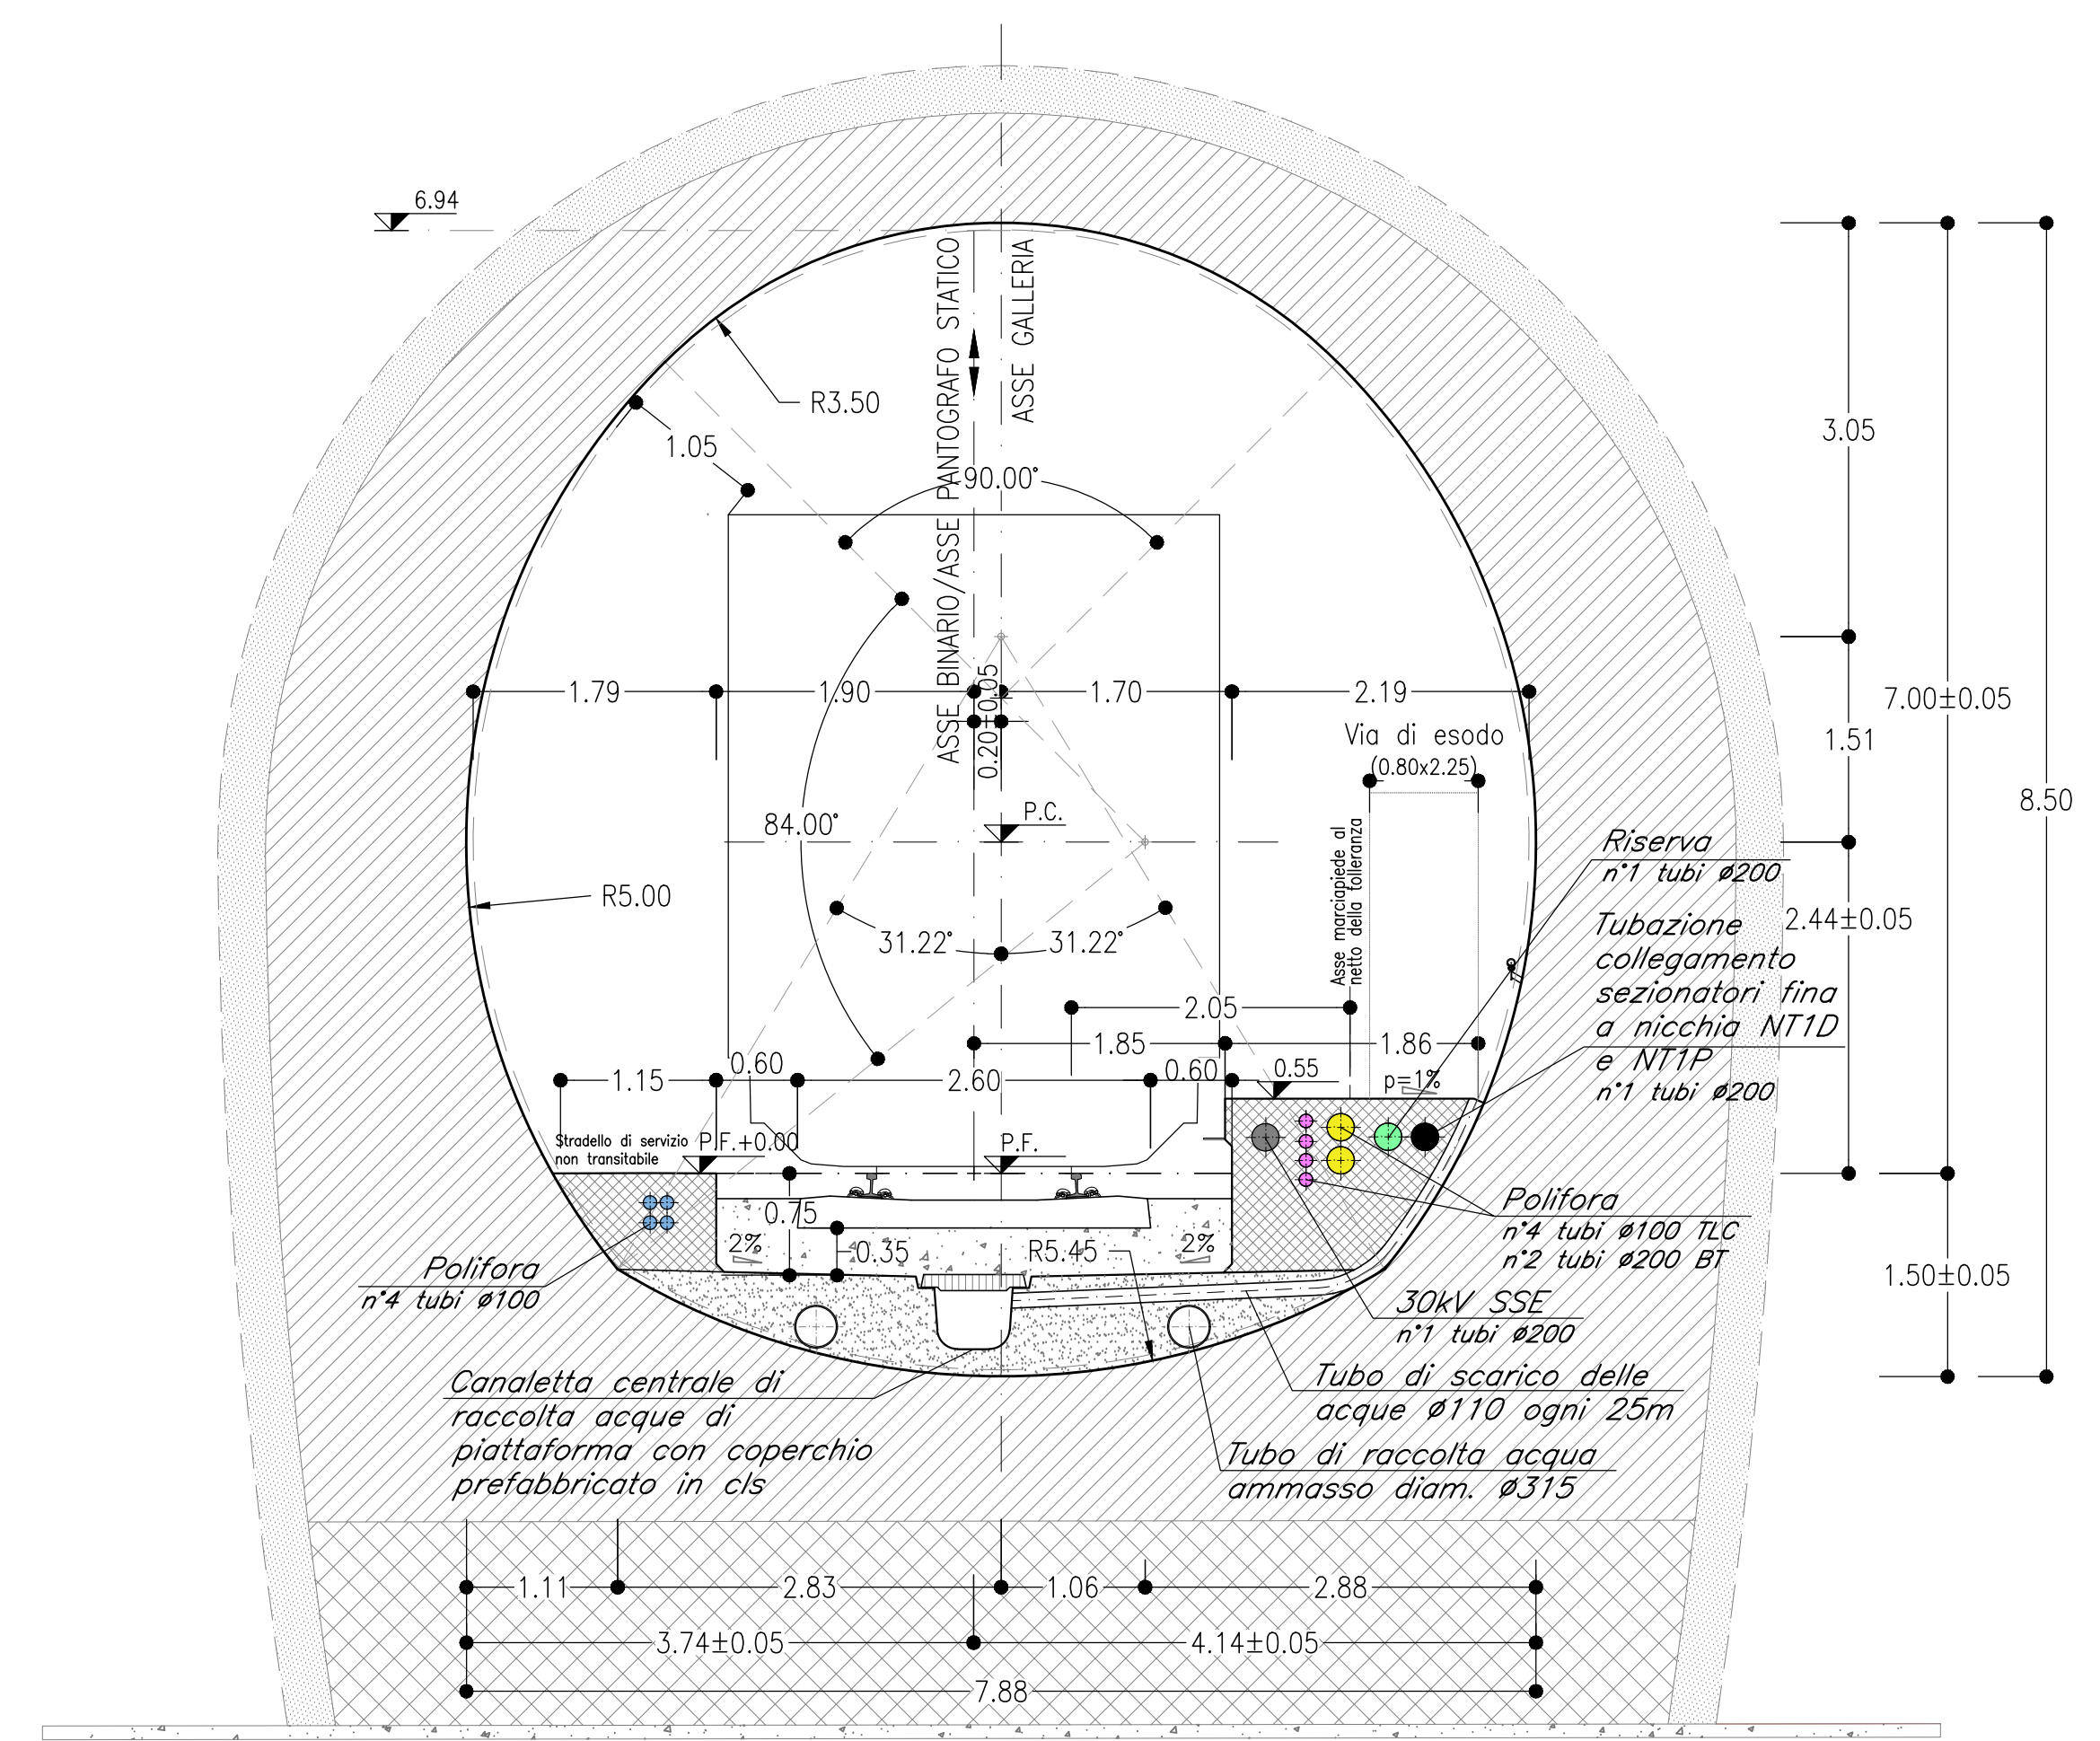 6.94
ASSE BINARIO/ASSE PANTOGRAFO STATICO
ASSE GALLERIA
R3.50
1.05
90.00°
3.05
1.79
1.90
0.20±0.05
1.70
2.19
7.00±0.05
1.51
8.50
Via di esodo
(0.80x2.25)
P.C.
84.00°
Asse marciapiede al
netto della tolleranza
Riserva
n°1 tubi ø200
R5.00
2.44±0.05
31.22°
31.22°
Tubazione
collegamento
sezionatori fina
a nicchia NT1D
e NT1P
n°1 tubi ø200
2.05
1.85
1.86
1.15
0.60
2.60
0.60
0.55
p=1%
Stradello di servizio
non transitabile
P.F.+0.00
P.F.
0.75
2%
0.35
R5.45
2%
Polifora
n°4 tubi ø100 TLC
n°2 tubi ø200 BT
1.50±0.05
Polifora
n°4 tubi ø100
30kV SSE
n°1 tubi ø200
Canaletta centrale di
raccolta acque di
piattaforma con coperchio
prefabbricato in cls
Tubo di scarico delle
acque ø110 ogni 25m
Tubo di raccolta acqua
ammasso diam. ø315
1.11
2.83
1.06
2.88
3.74±0.05
4.14±0.05
7.88